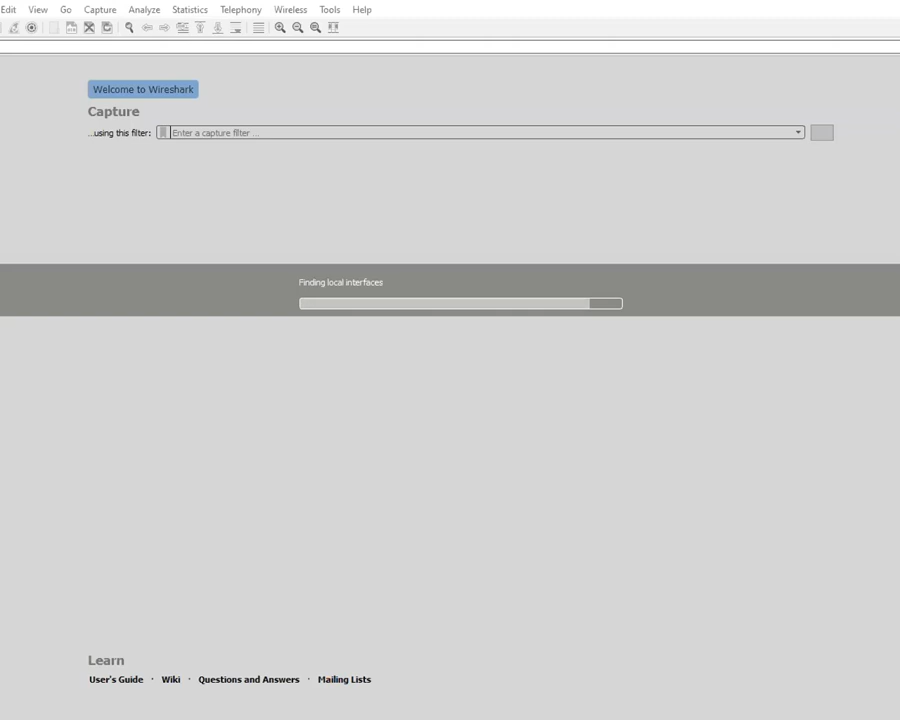 Edit View Go Capture Analyze Statistics Telephony Wireless Tools Help
Welcome to Wireshark
Capture
...using this filter: Enter a capture filter ...
Finding local interfaces
Learn
User's Guide · Wiki · Questions and Answers · Mailing Lists